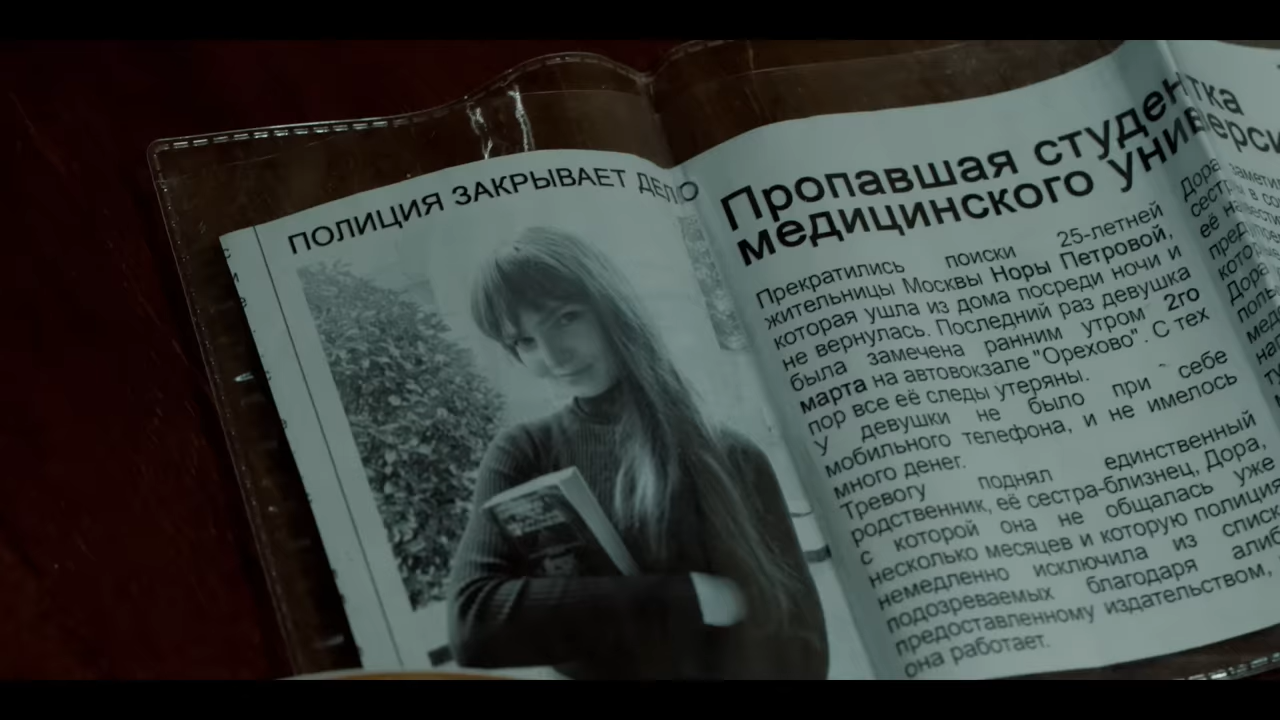 ПОЛИЦИЯ ЗАКРЫВАЕТ ДЕЛО
Пропавшая студентка
медицинского
Прекратились поиски 25-летней
жительницы Москвы Норы Петровой,
которая ушла из дома посреди ночи и
не вернулась. Последний раз девушка
была замечена ранним утром 2го
марта на автовокзале "Орехово". С тех
пор все её следы утеряны.
У девушки не было при себе
мобильного телефона, и не имелось
много денег.
Тревогу поднял единственный
родственник, её сестра-близнец, Дора,
с которой она не общалась уже
несколько месяцев и которую полиция
немедленно исключила из
подозреваемых благодаря
предоставленному издательством,
она работает.
Дора